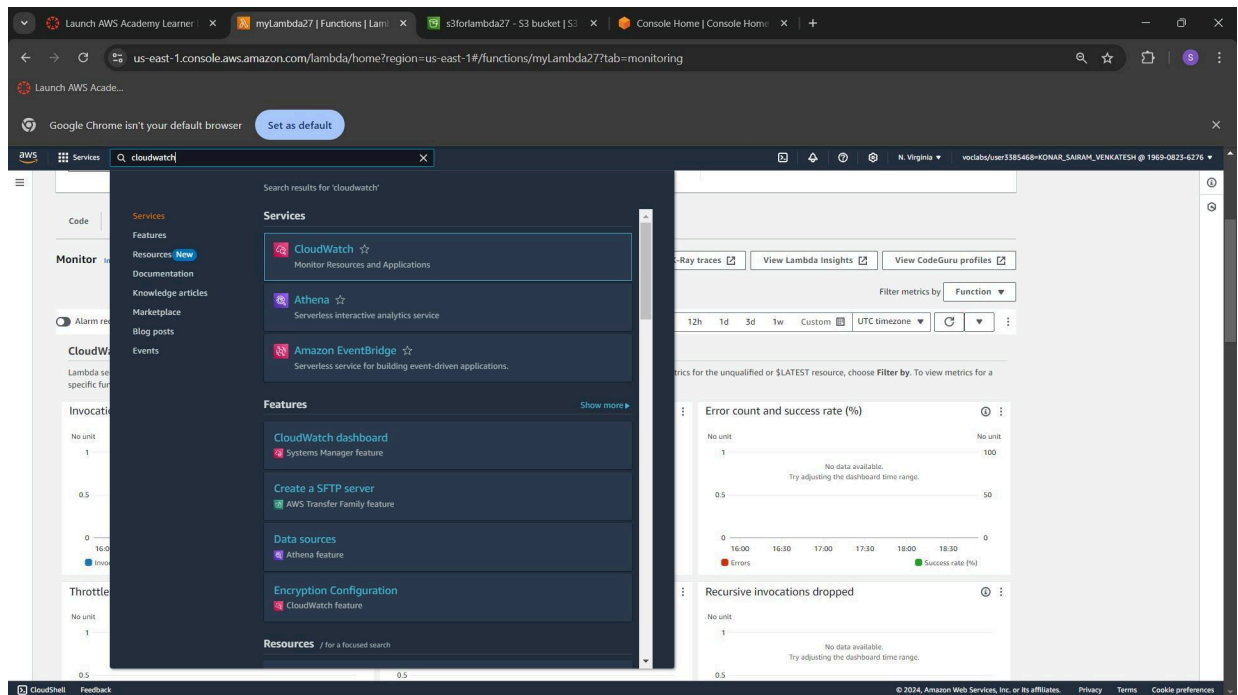 Launch AWS Academy Learner
myLambda27 | Functions | Lam
s3forlambda27 - S3 bucket | S3
Console Home | Console Home
us-east-1.console.aws.amazon.com/lambda/home?region=us-east-1#/functions/myLambda27?tab=monitoring
S
Launch AWS Acade...
Google Chrome isn't your default browser
Set as default
aws
Services
cloudwatch
N. Virginia
voclabs/user3385468=KONAR_SAIRAM_VENKATESH @ 1969-0823-6276
Search results for 'cloudwatch'
Services
Features
Resources New
Documentation
Knowledge articles
Marketplace
Blog posts
Events
Services
CloudWatch
Monitor Resources and Applications
Athena
Serverless interactive analytics service
Amazon EventBridge
Serverless service for building event-driven applications.
Features
Show more
CloudWatch dashboard
Systems Manager feature
Create a SFTP server
AWS Transfer Family feature
Data sources
Athena feature
Encryption Configuration
CloudWatch feature
Resources / for a focused search
Code
Monitor
X-Ray traces
View Lambda Insights
View CodeGuru profiles
Filter metrics by
Function
Alarm rec
12h 1d 3d 1w Custom
UTC timezone
CloudWa
Lambda se
trics for the unqualified or $LATEST resource, choose Filter by. To view metrics for a
specific fun
Invocatio
No unit
1
0.5
0
16:0
Invo
Error count and success rate (%)
No unit
No unit
1
100
No data available.
Try adjusting the dashboard time range.
0.5
50
0
0
16:00 16:30 17:00 17:30 18:00 18:30
Errors
Success rate (%)
Throttle
No unit
1
0.5
0.5
Recursive invocations dropped
No unit
1
No data available.
Try adjusting the dashboard time range.
0.5
CloudShell
Feedback
© 2024, Amazon Web Services, Inc. or its affiliates.
Privacy
Terms
Cookie preferences